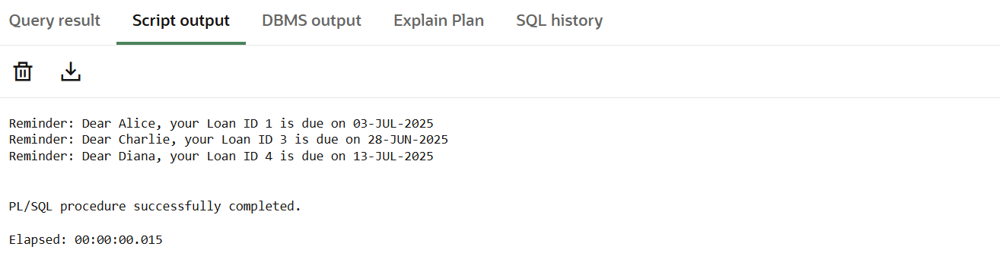 Query result Script output DBMS output Explain Plan SQL history
Reminder: Dear Alice, your Loan ID 1 is due on 03-JUL-2025
Reminder: Dear Charlie, your Loan ID 3 is due on 28-JUN-2025
Reminder: Dear Diana, your Loan ID 4 is due on 13-JUL-2025
PL/SQL procedure successfully completed.
Elapsed: 00:00:00.015